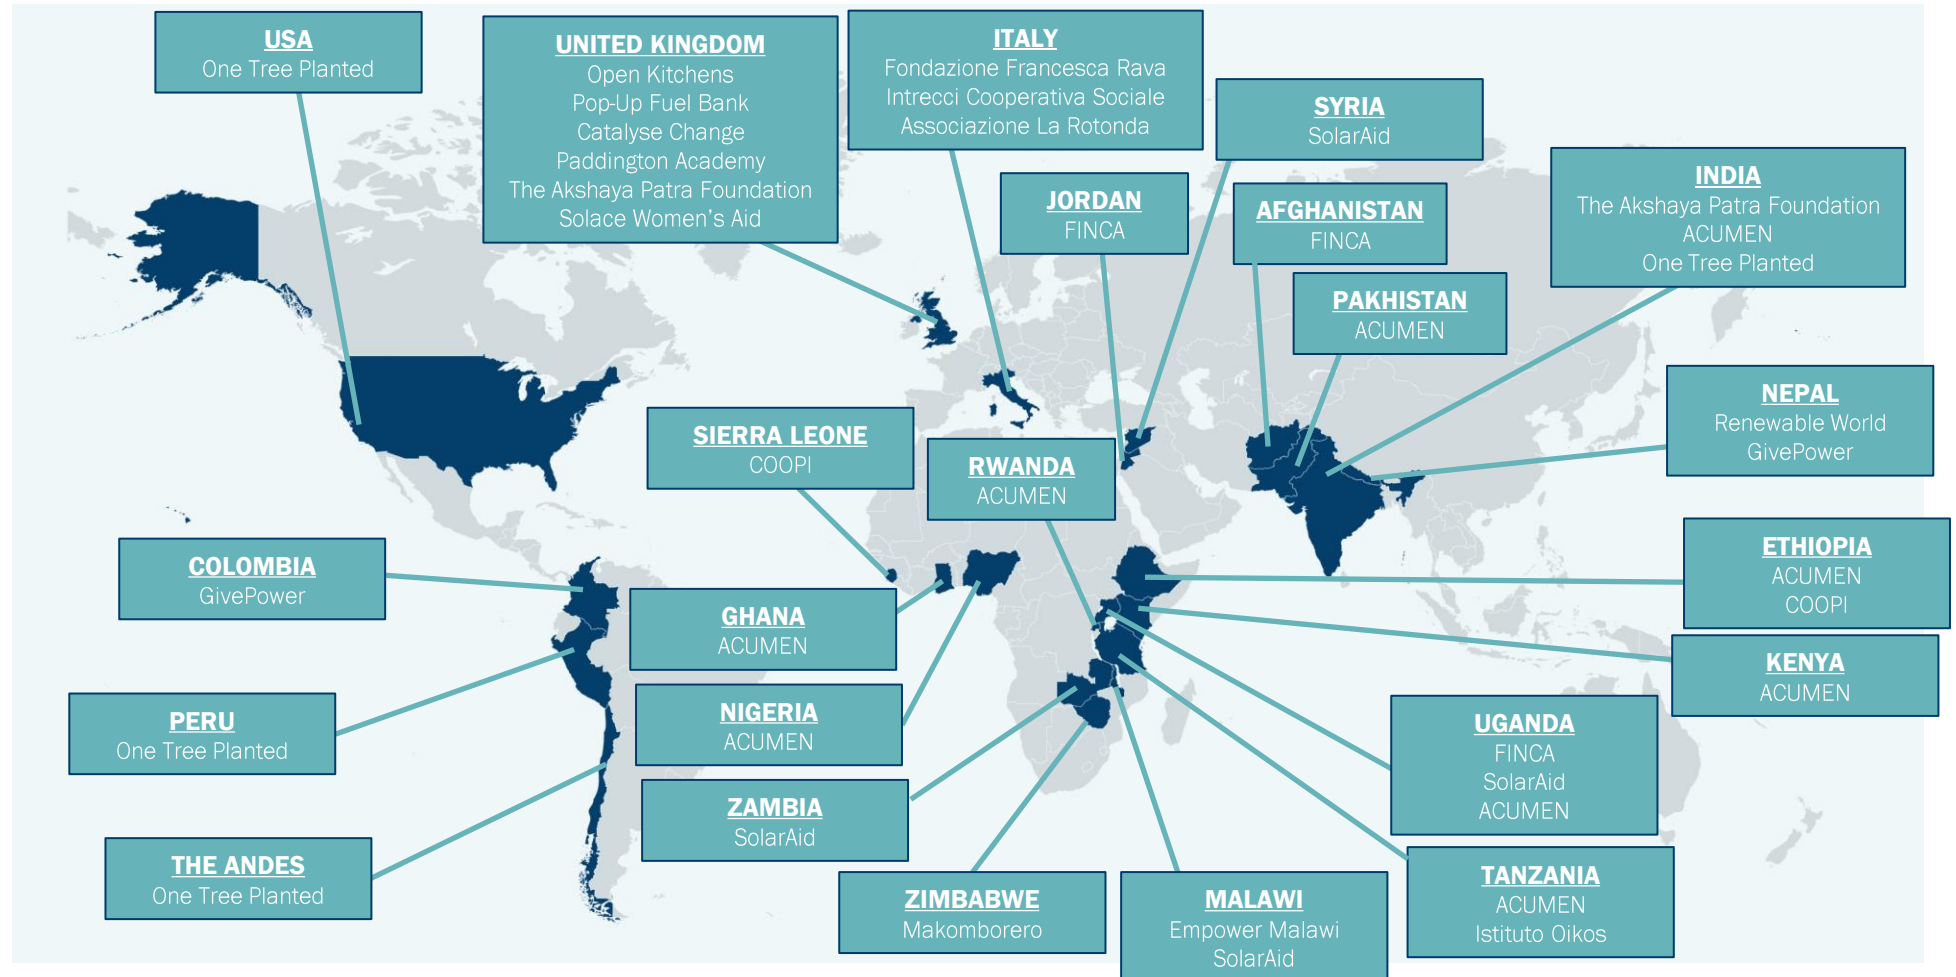 USA
One Tree Planted
UNITED KINGDOM
Open Kitchens
Pop-Up Fuel Bank
Catalyse Change
Paddington Academy
The Akshaya Patra Foundation
Solace Women's Aid
ITALY
Fondazione Francesca Rava
Intrecci Cooperativa Sociale
Associazione La Rotonda
SYRIA
SolarAid
JORDAN
FINCA
AFGHANISTAN
FINCA
INDIA
The Akshaya Patra Foundation
ACUMEN
One Tree Planted
PAKHISTAN
ACUMEN
NEPAL
Renewable World
GivePower
SIERRA LEONE
COOPI
RWANDA
ACUMEN
ETHIOPIA
ACUMEN
COOPI
COLOMBIA
GivePower
GHANA
ACUMEN
KENYA
ACUMEN
PERU
One Tree Planted
NIGERIA
ACUMEN
UGANDA
FINCA
SolarAid
ACUMEN
ZAMBIA
SolarAid
THE ANDES
One Tree Planted
ZIMBABWE
Makomborero
MALAWI
Empower Malawi
SolarAid
TANZANIA
ACUMEN
Istituto Oikos